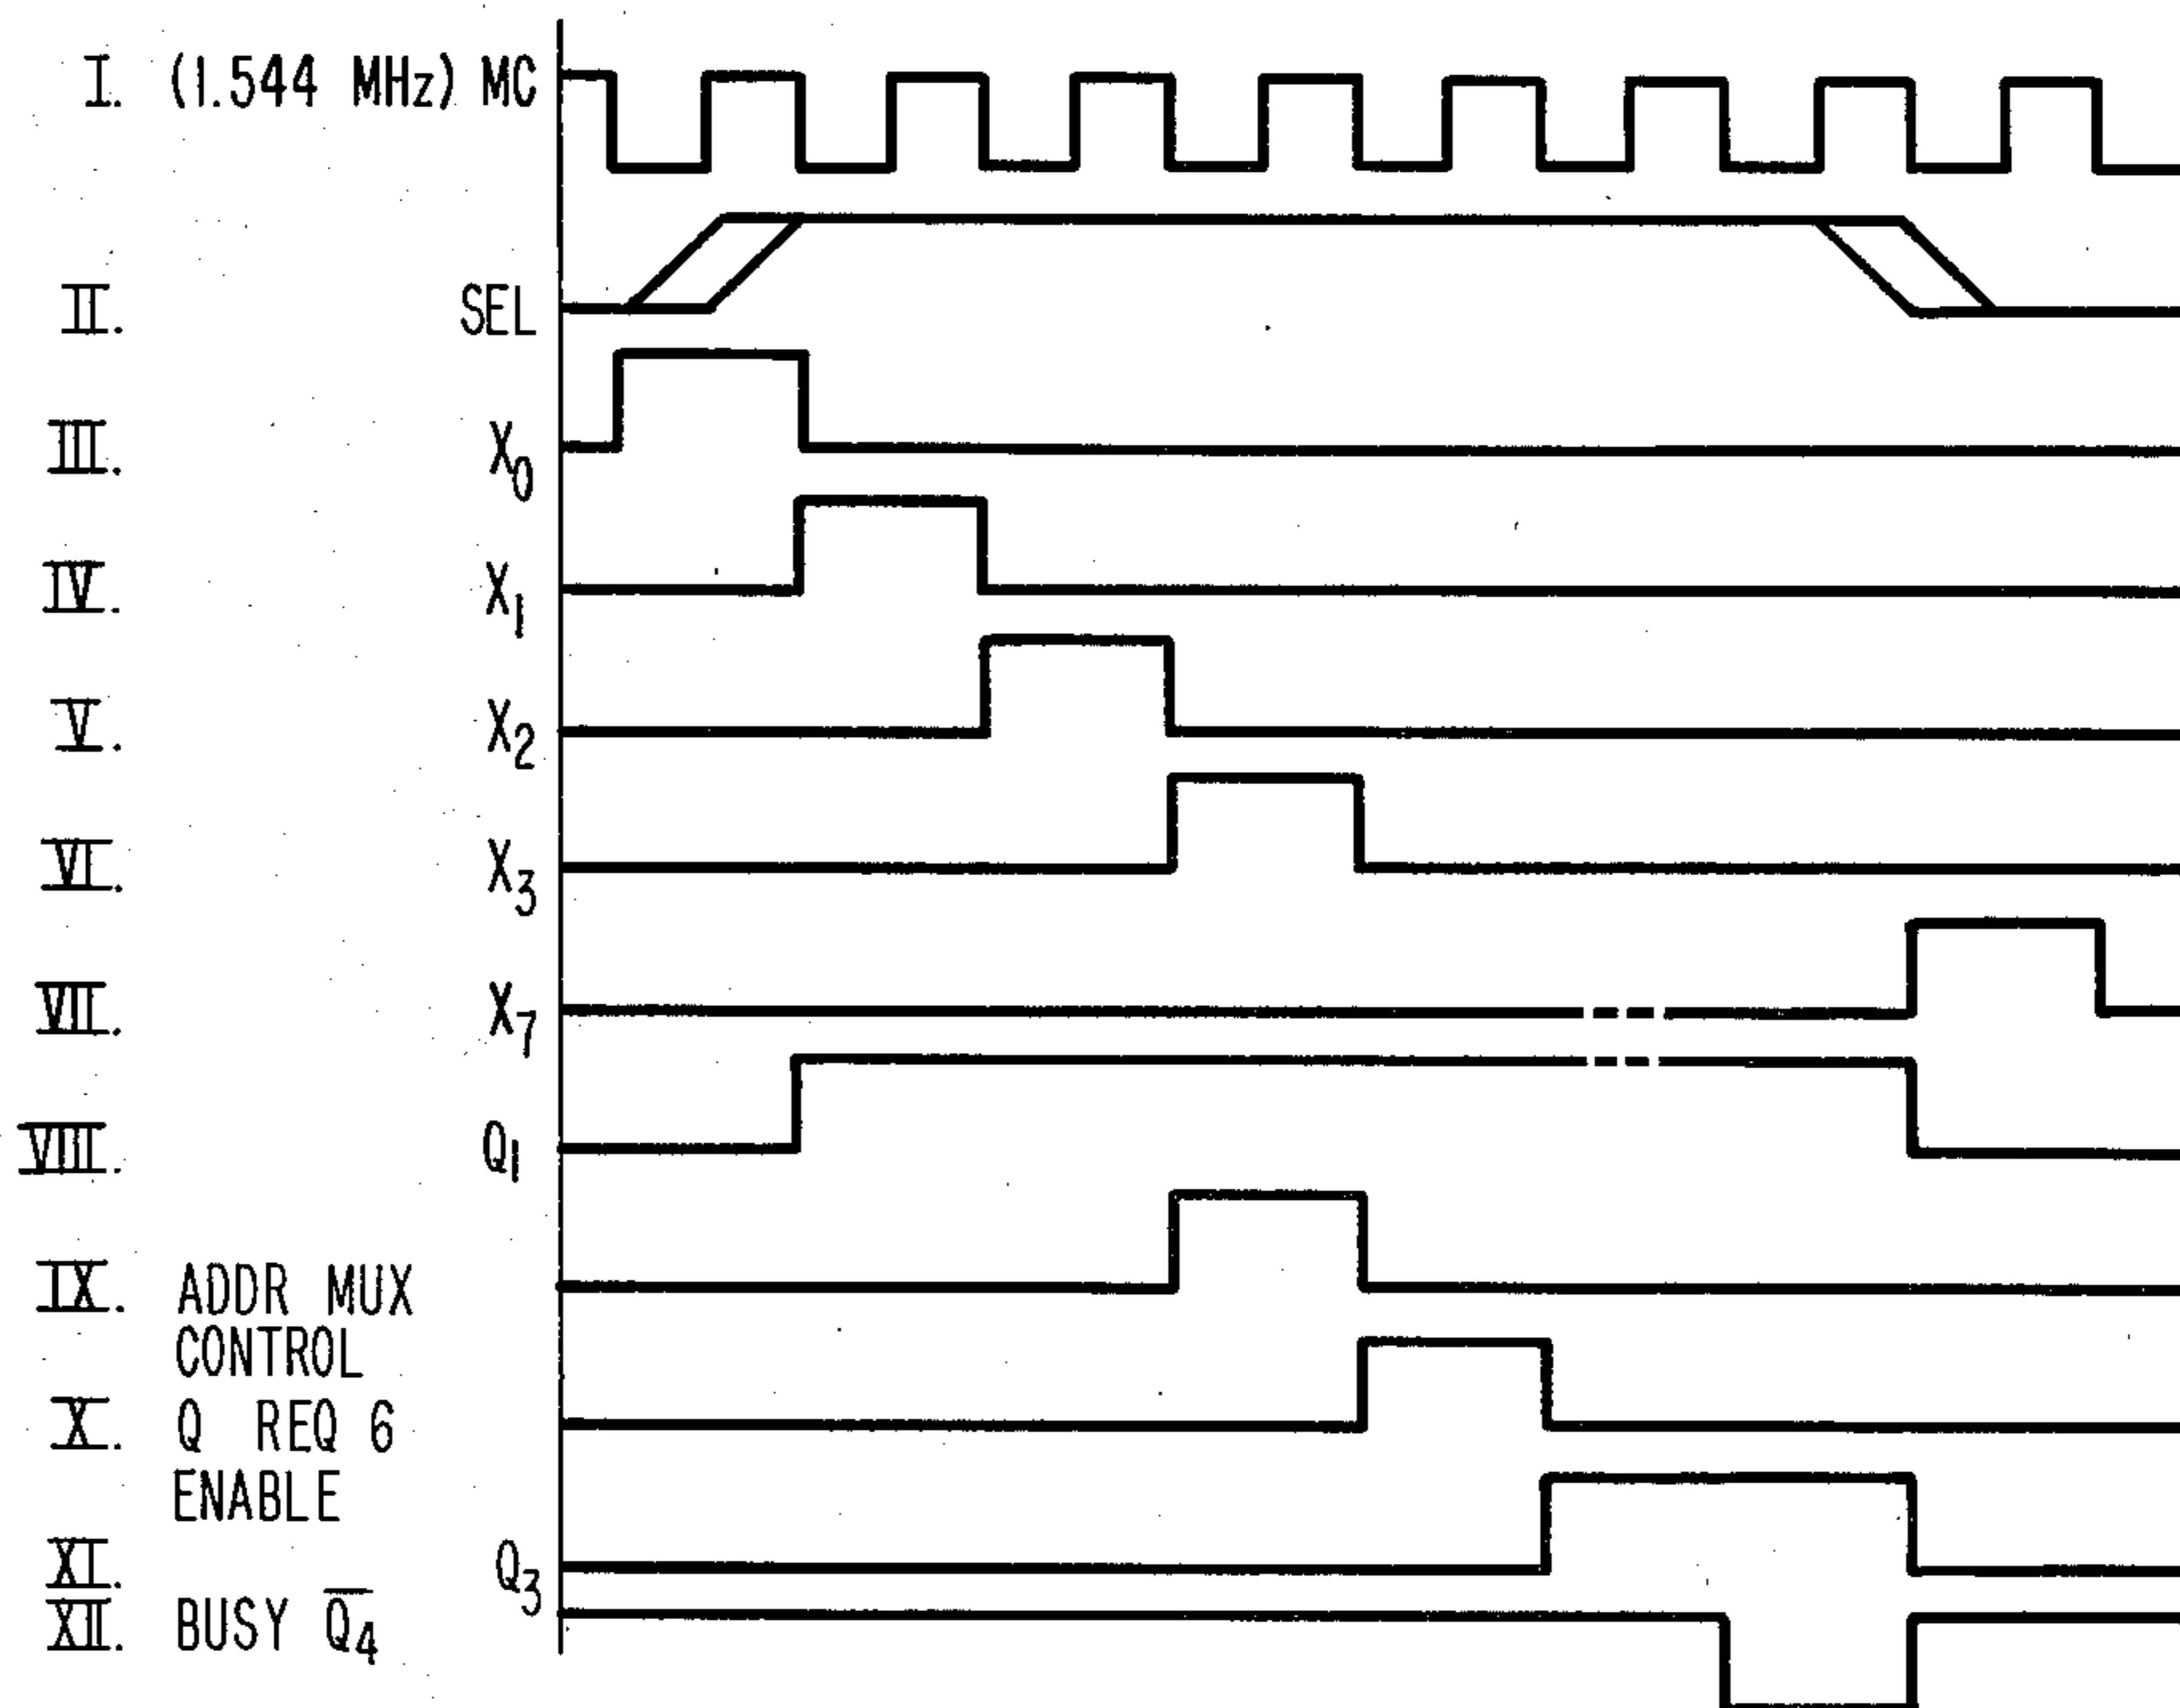 I. (1.544 MHz) MC
II. SEL
III. X0
IV. X1
V. X2
VI. X3
VII. X7
VIII. Q1
IX. ADDR MUX
CONTROL
X. Q REQ 6
ENABLE
XI. Q3
XII. BUSY Q̅4